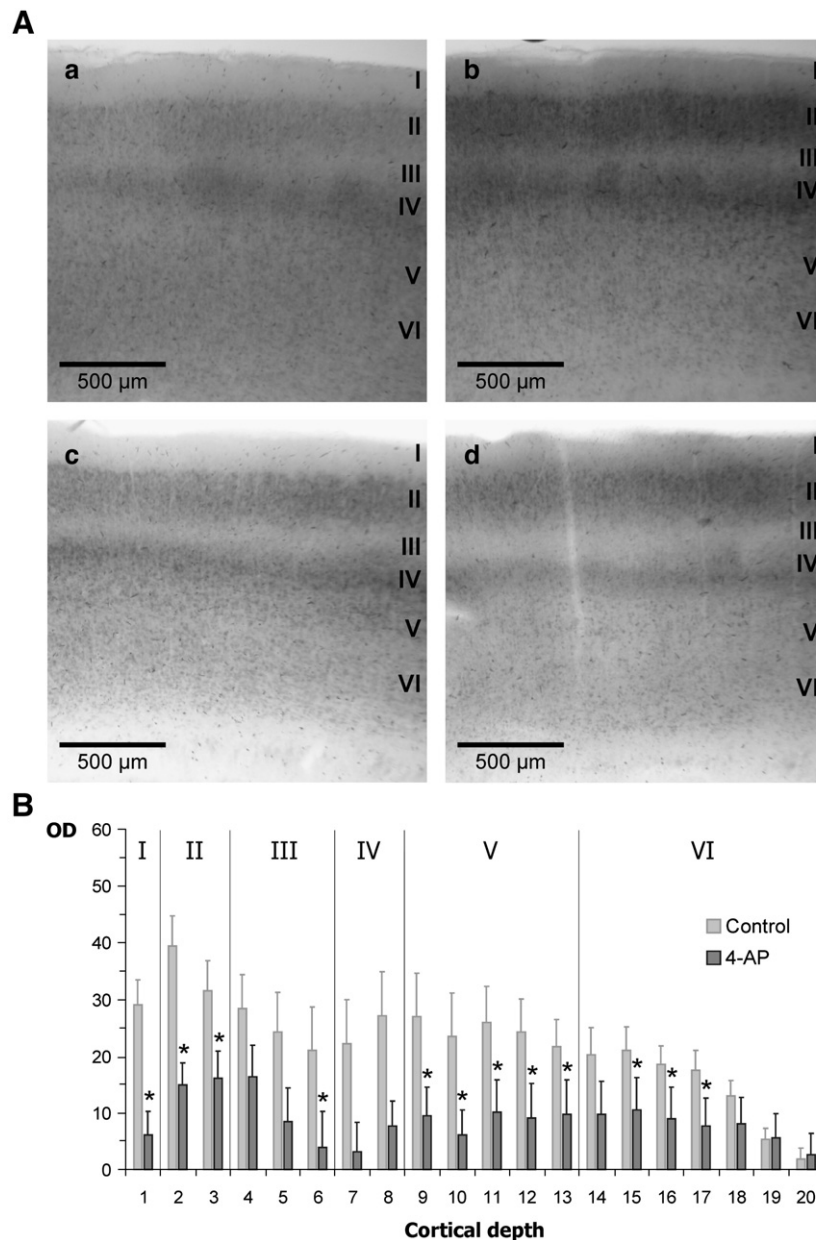 A
a
I
II
III
IV
V
VI
500 µm
b
I
II
III
IV
V
VI
500 µm
c
I
II
III
IV
V
VI
500 µm
d
I
II
III
IV
V
VI
500 µm
B
OD
60
50
40
30
20
10
0
I II III IV V VI
Control
4-AP
* * * * * * * * * * * *
1 2 3 4 5 6 7 8 9 10 11 12 13 14 15 16 17 18 19 20
Cortical depth